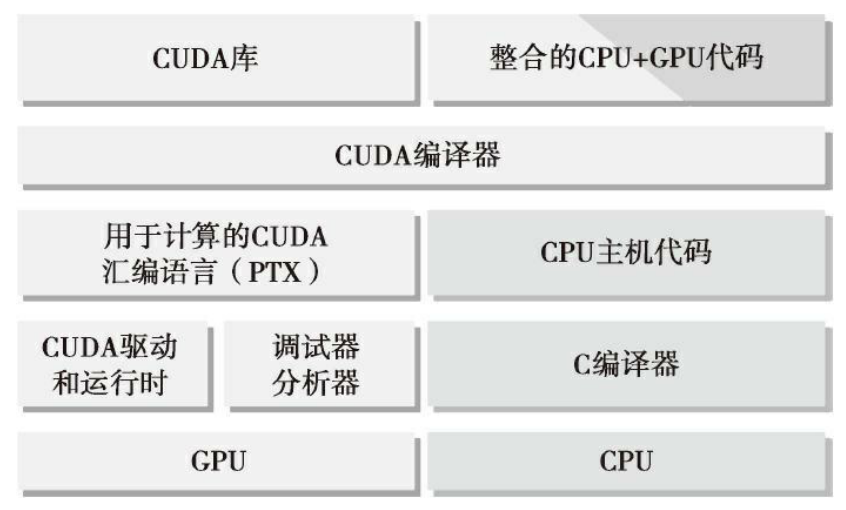 CUDA库
整合的CPU+GPU代码
CUDA编译器
用于计算的CUDA
汇编语言（PTX）
CPU主机代码
CUDA驱动
和运行时
调试器
分析器
C编译器
GPU
CPU